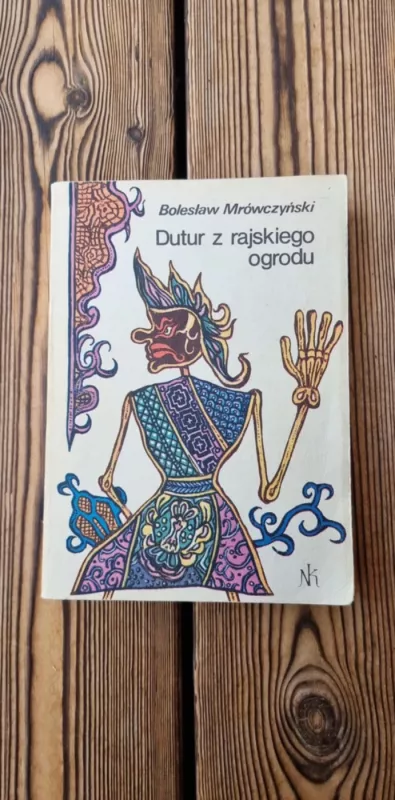 Bolesław Mrówczyński
Dutur z rajskiego
ogrodu
NK